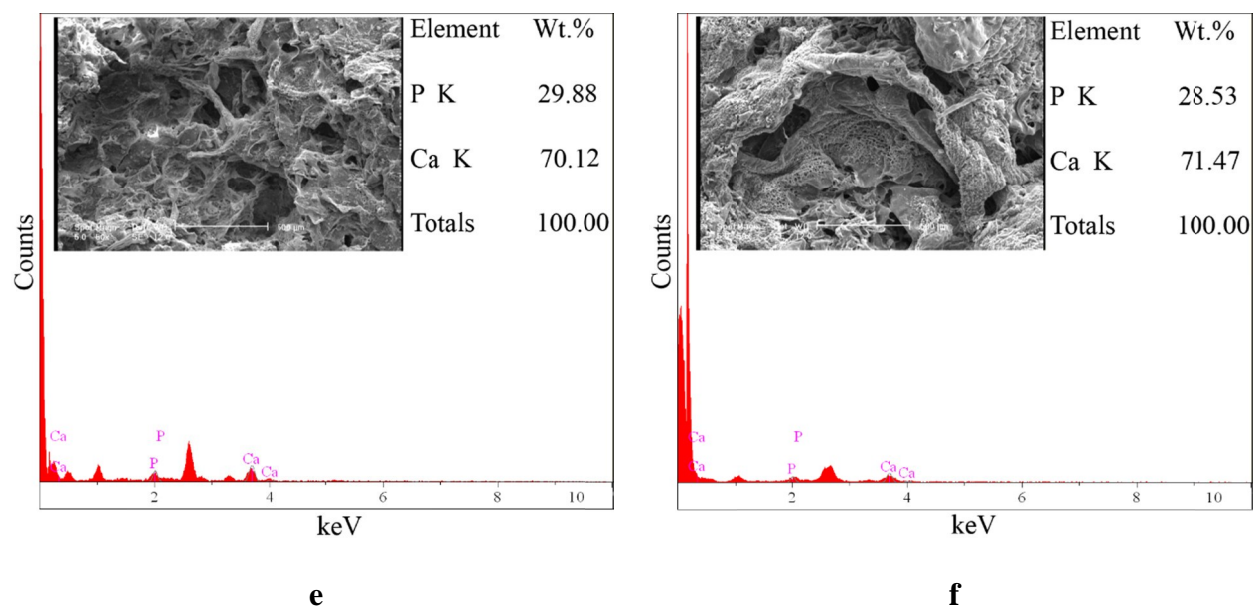 Element Wt.%
P K 29.88
Ca K 70.12
Totals 100.00
Counts
Ca
P
Ca
P
Ca
Ca
2
4
6
8
10
keV
e
Element Wt.%
P K 28.53
Ca K 71.47
Totals 100.00
Counts
Ca
P
Ca
P
Ca
Ca
2
4
6
8
10
keV
f